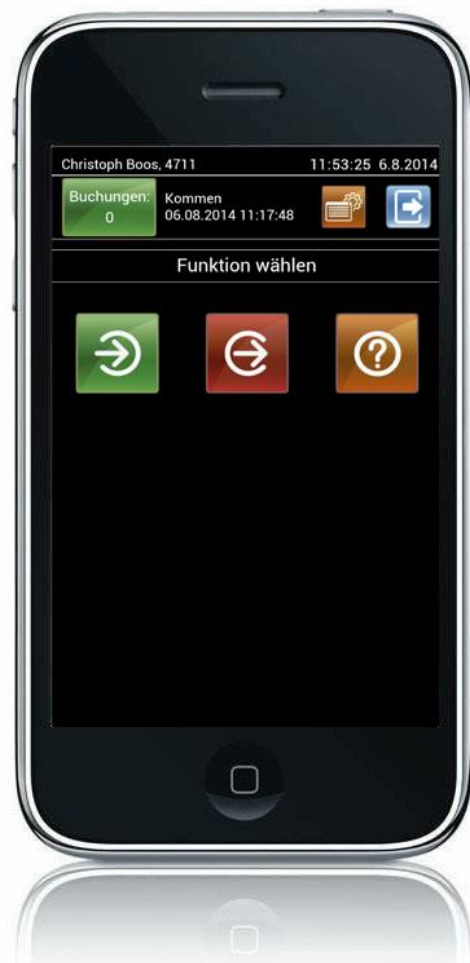 Christoph Boos, 4711 11:53:25 6.8.2014
Buchungen:
0
Kommen
06.08.2014 11:17:48
Funktion wählen
?